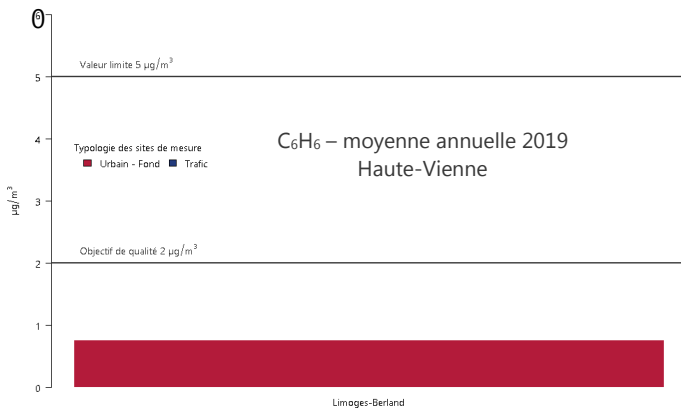 0
6
Valeur limite 5 µg/m³
5
C₆H₆ – moyenne annuelle 2019
Haute-Vienne
4
Typologie des sites de mesure
Urbain - Fond Trafic
µg/m³
3
Objectif de qualité 2 µg/m³
2
1
0
Limoges-Berland